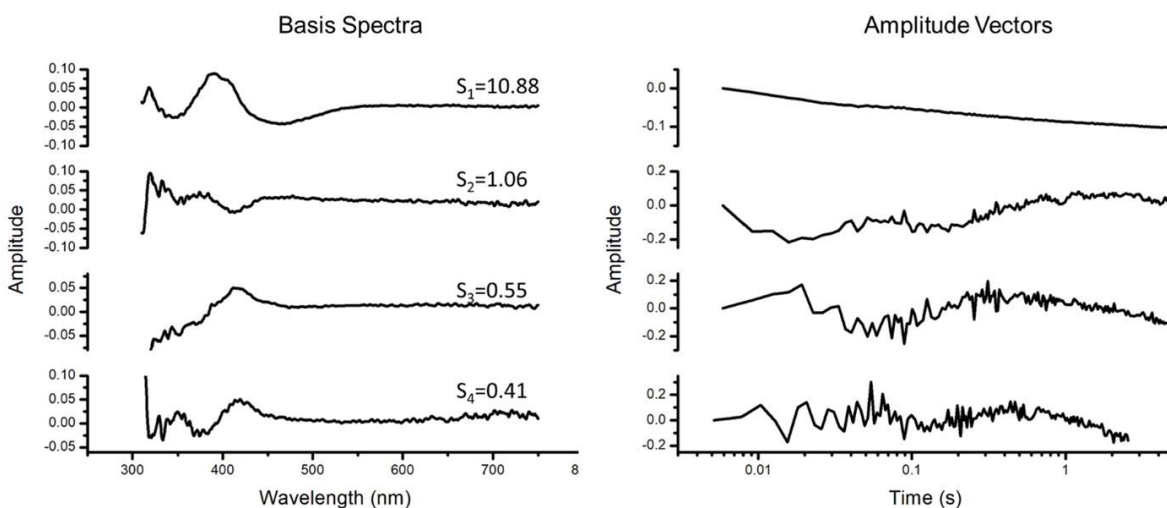 Basis Spectra
Amplitude Vectors
0.10
0.05
0.00
-0.05
-0.10
S1=10.88
0.0
-0.1
0.10
0.05
0.00
-0.05
-0.10
S2=1.06
0.2
0.0
-0.2
0.05
0.00
-0.05
S3=0.55
0.2
0.0
-0.2
0.10
0.05
0.00
-0.05
S4=0.41
0.2
0.0
-0.2
Amplitude
Amplitude
300 400 500 600 700 8
0.01 0.1 1
Wavelength (nm)
Time (s)